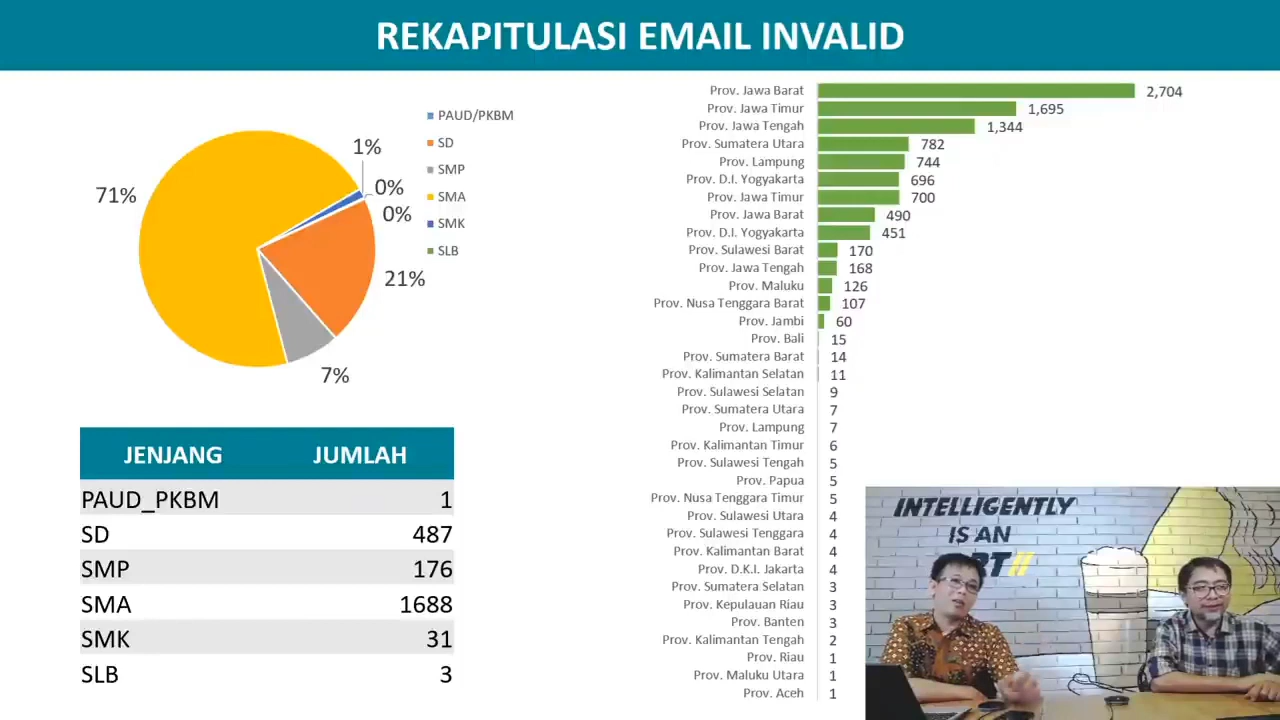 REKAPITULASI EMAIL INVALID
71%
1%
0%
0%
21%
7%
PAUD/PKBM
SD
SMP
SMA
SMK
SLB
JENJANG JUMLAH
PAUD_PKBM 1
SD 487
SMP 176
SMA 1688
SMK 31
SLB 3
Prov. Jawa Barat 2,704
Prov. Jawa Timur 1,695
Prov. Jawa Tengah 1,344
Prov. Sumatera Utara 782
Prov. Lampung 744
Prov. D.I. Yogyakarta 696
Prov. Jawa Timur 700
Prov. Jawa Barat 490
Prov. D.I. Yogyakarta 451
Prov. Sulawesi Barat 170
Prov. Jawa Tengah 168
Prov. Maluku 126
Prov. Nusa Tenggara Barat 107
Prov. Jambi 60
Prov. Bali 15
Prov. Sumatera Barat 14
Prov. Kalimantan Selatan 11
Prov. Sulawesi Selatan 9
Prov. Sumatera Utara 7
Prov. Lampung 7
Prov. Kalimantan Timur 6
Prov. Sulawesi Tengah 5
Prov. Papua 5
Prov. Nusa Tenggara Timur 5
Prov. Sulawesi Utara 4
Prov. Sulawesi Tenggara 4
Prov. Kalimantan Barat 4
Prov. D.K.I. Jakarta 4
Prov. Sumatera Selatan 3
Prov. Kepulauan Riau 3
Prov. Banten 3
Prov. Kalimantan Tengah 2
Prov. Riau 1
Prov. Maluku Utara 1
Prov. Aceh 1
INTELLIGENTLY
IS AN